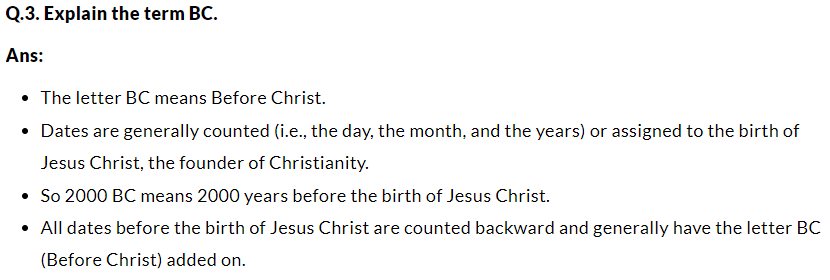 Q.3. Explain the term BC.
Ans:
• The letter BC means Before Christ.
• Dates are generally counted (i.e., the day, the month, and the years) or assigned to the birth of
Jesus Christ, the founder of Christianity.
• So 2000 BC means 2000 years before the birth of Jesus Christ.
• All dates before the birth of Jesus Christ are counted backward and generally have the letter BC
(Before Christ) added on.